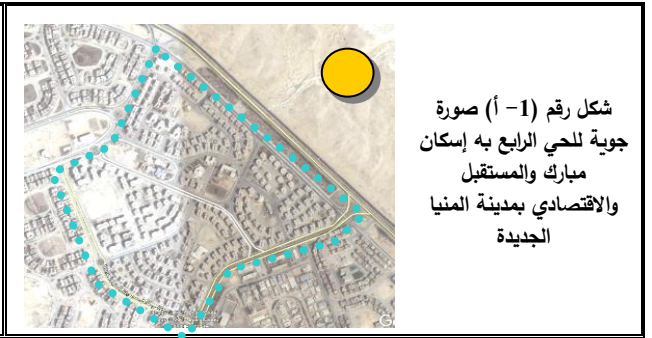 شكل رقم (1- أ) صورة
جوية للحي الرابع به إسكان
مبارك والمستقبل
والاقتصادي بمدينة المنيا
الجديدة